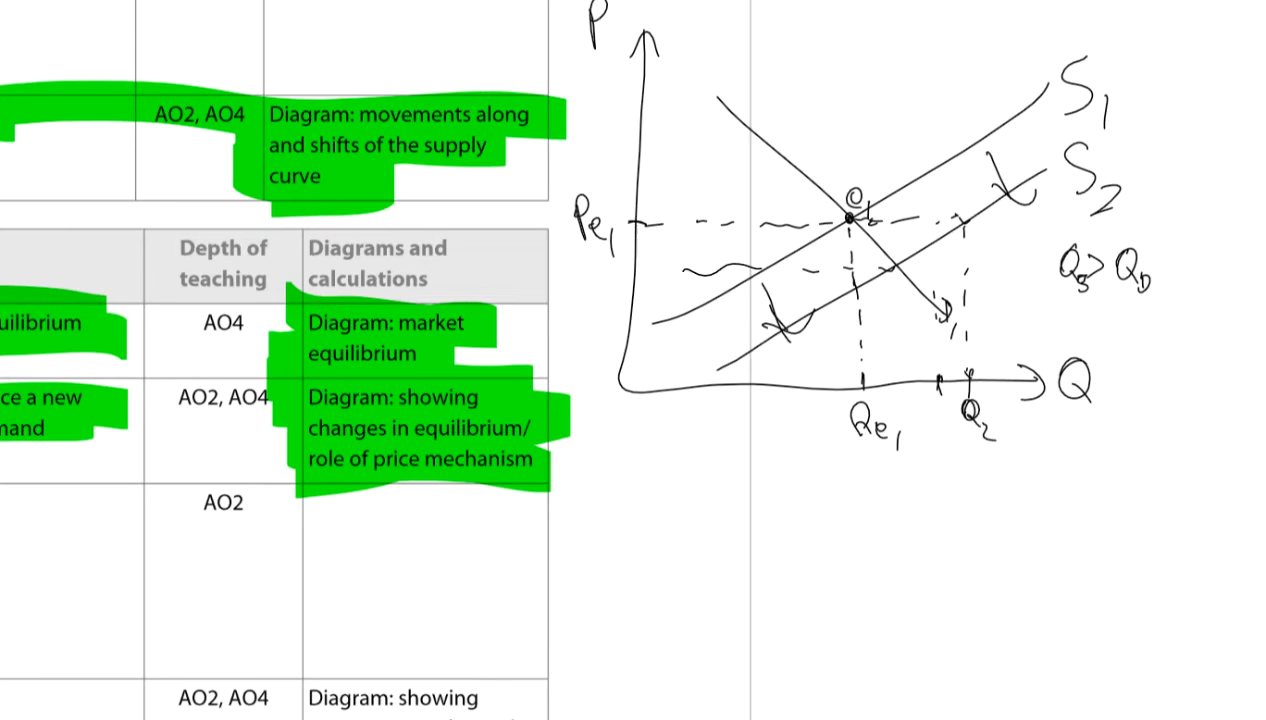 AO2, AO4
Diagram: movements along
and shifts of the supply
curve
Depth of
teaching
Diagrams and
calculations
uilibrium
AO4
Diagram: market
equilibrium
ce a new
mand
AO2, AO4
Diagram: showing
changes in equilibrium/
role of price mechanism
AO2
AO2, AO4
Diagram: showing
P
S1
S2
e1
Pe1
QS > QD
D1
Q
Qe1
Q2